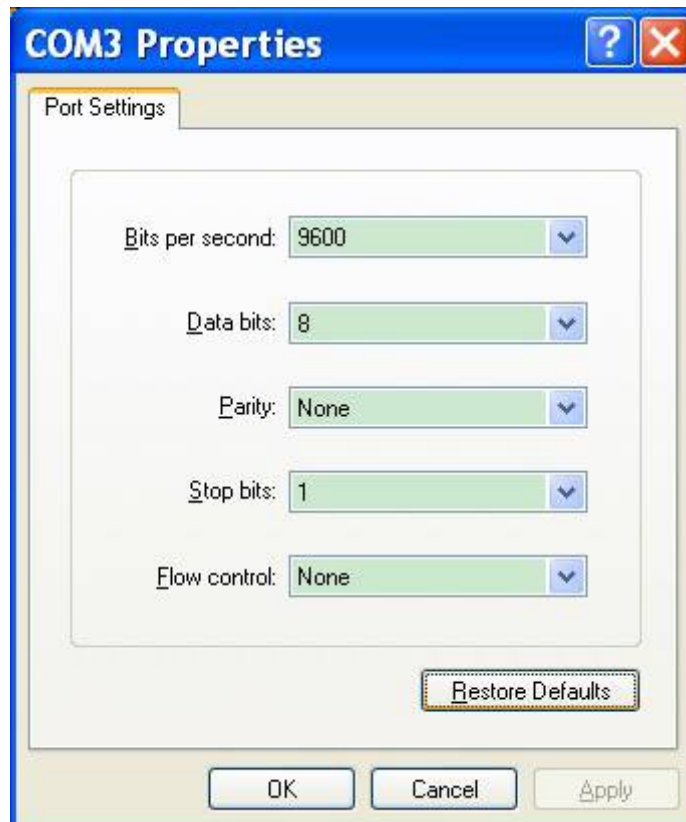 COM3 Properties
Port Settings
Bits per second: 9600
Data bits: 8
Parity: None
Stop bits: 1
Flow control: None
Restore Defaults
OK Cancel Apply